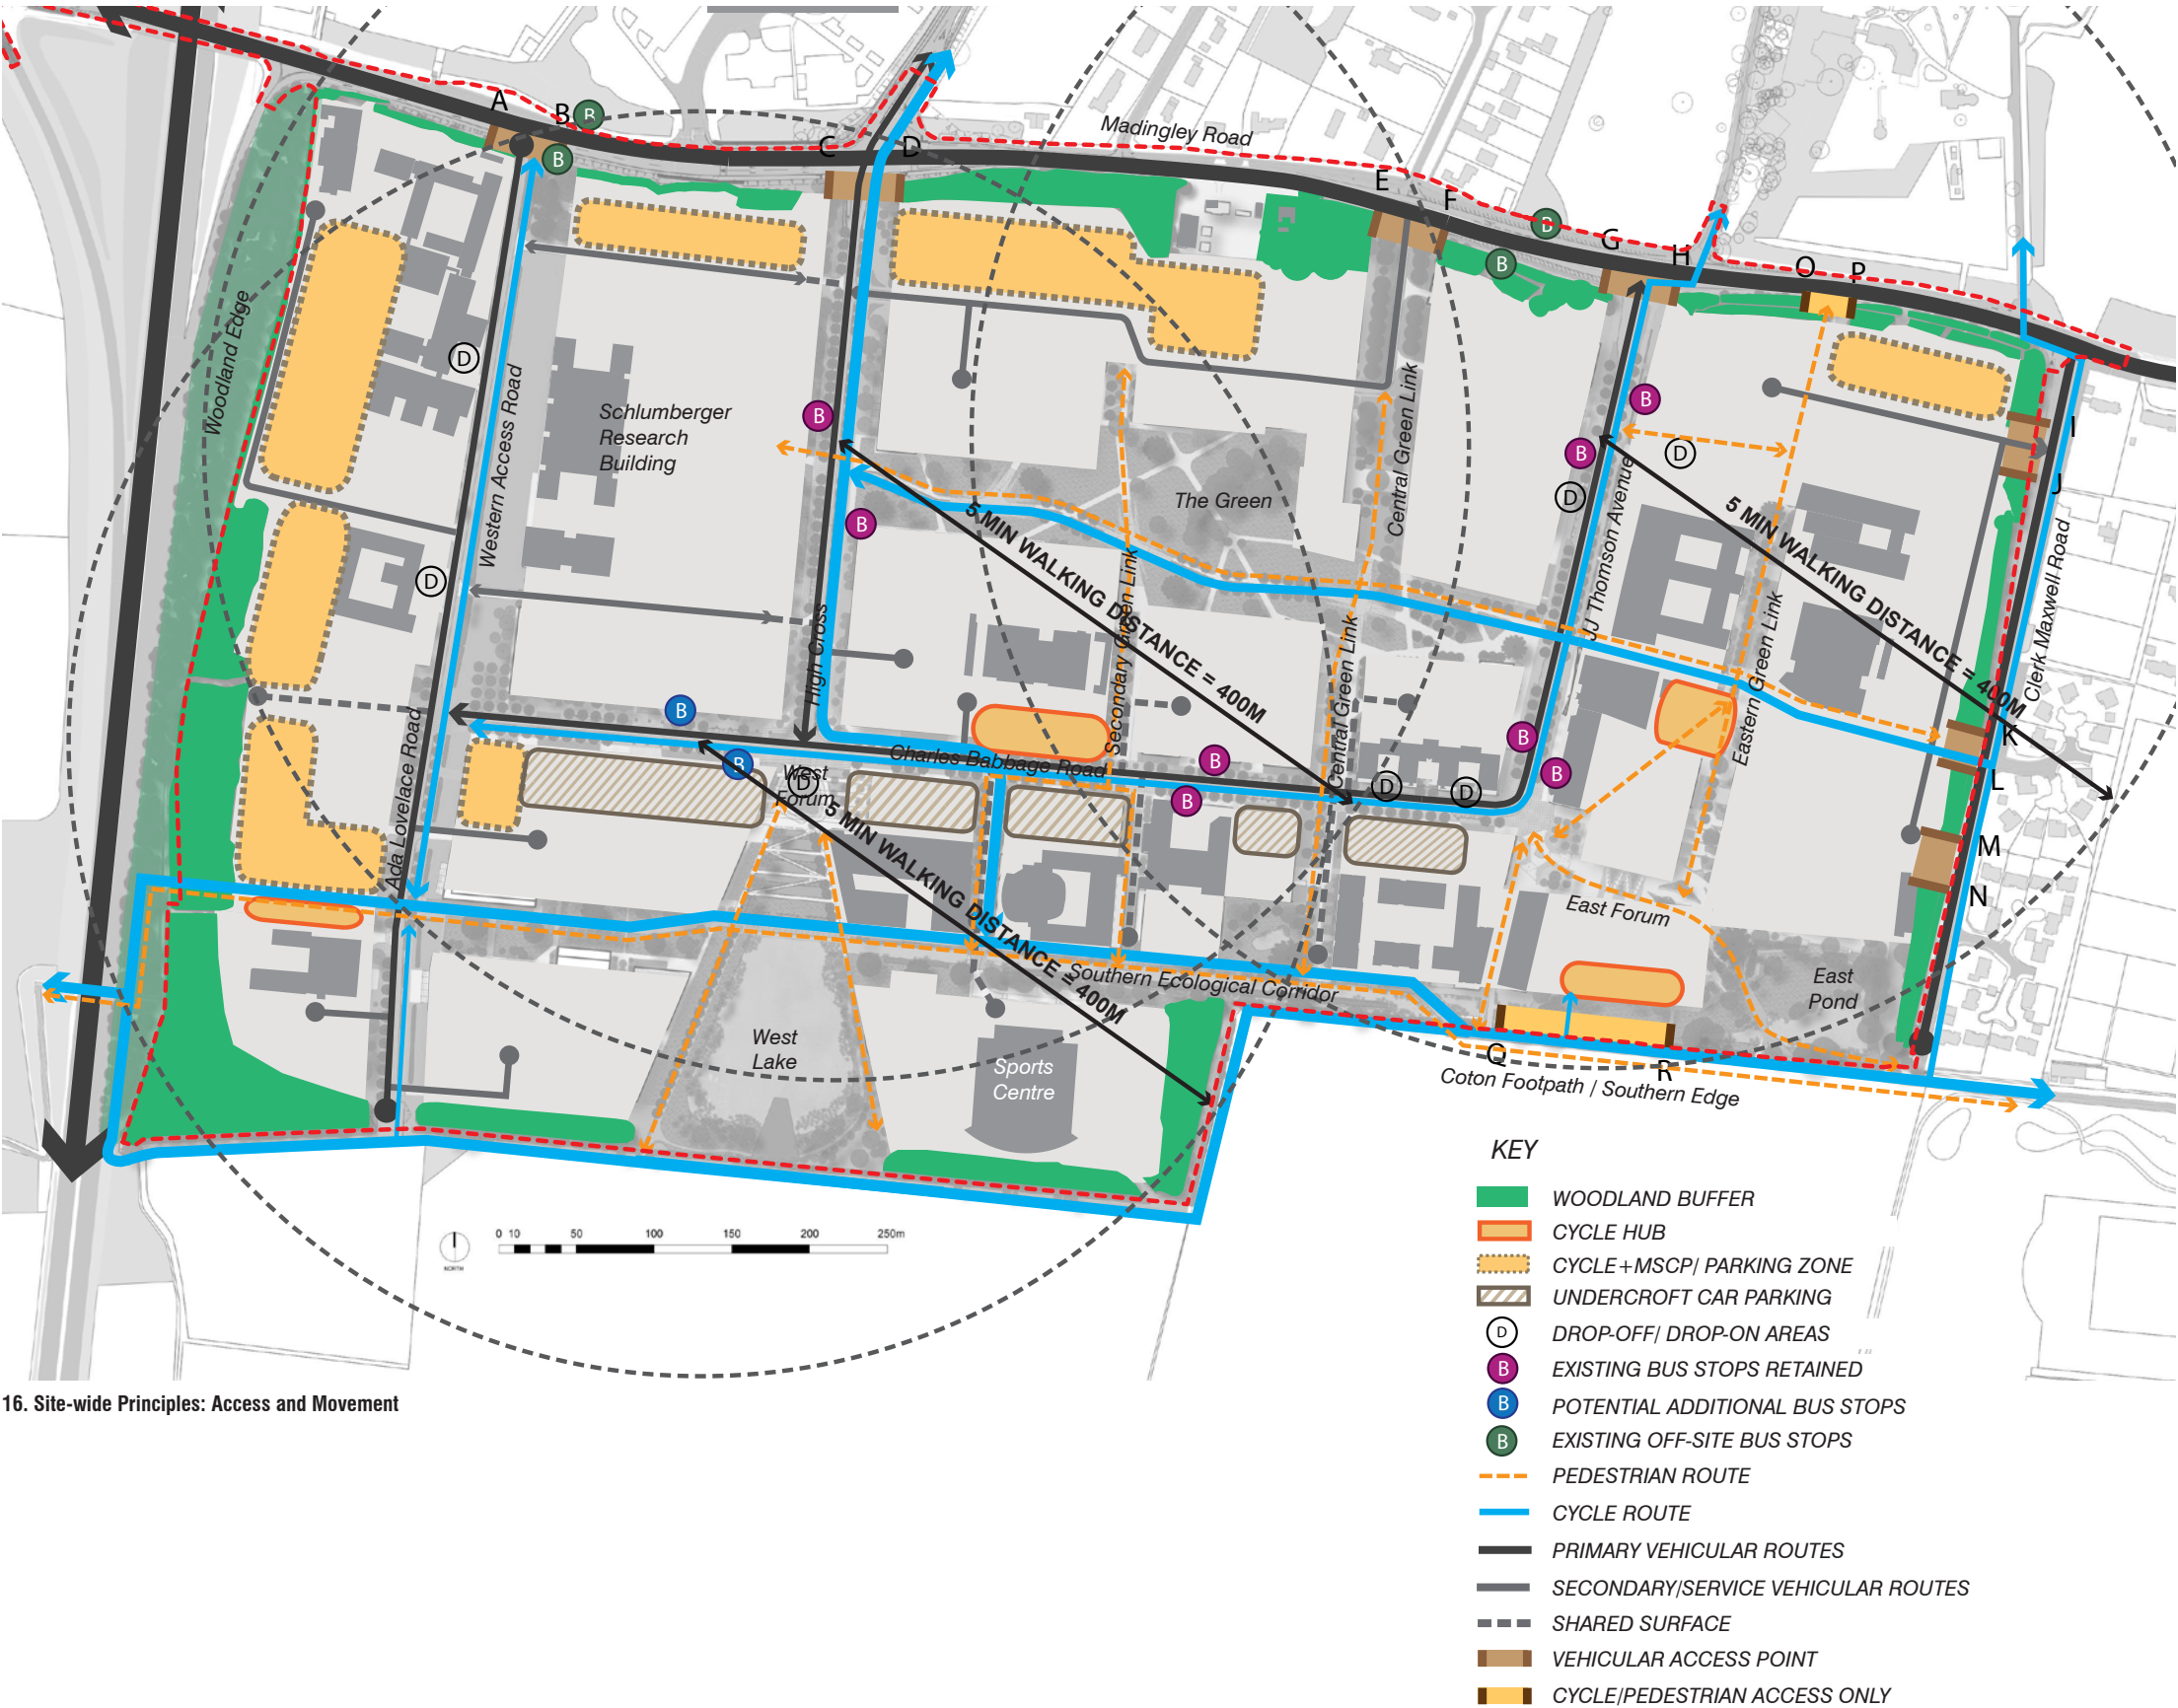 A
B
B
B
C
D
Madingley Road
E
F
B
B
G
H
O
P
Woodland Edge
D
Western Access Road
Schlumberger
Research
Building
B
B
D
High Cross
The Green
5 MIN WALKING DISTANCE = 400M
Secondary Green Link
Central Green Link
Central Green Link
B
B
D
D
JJ Thomson Avenue
5 MIN WALKING DISTANCE = 400M
Eastern Green Link
I
J
Clerk Maxwell Road
K
L
M
N
B
B
West
Forum
D
Charles Babbage Road
B
B
D
D
B
B
Ada Lovelace Road
5 MIN WALKING DISTANCE = 400M
East Forum
East
Pond
Southern Ecological Corridor
West
Lake
Sports
Centre
Q
R
Coton Footpath / Southern Edge
0 10 50 100 150 200 250m
NORTH
KEY
WOODLAND BUFFER
CYCLE HUB
CYCLE+MSCP/ PARKING ZONE
UNDERCROFT CAR PARKING
D DROP-OFF/ DROP-ON AREAS
B EXISTING BUS STOPS RETAINED
B POTENTIAL ADDITIONAL BUS STOPS
B EXISTING OFF-SITE BUS STOPS
PEDESTRIAN ROUTE
CYCLE ROUTE
PRIMARY VEHICULAR ROUTES
SECONDARY/SERVICE VEHICULAR ROUTES
SHARED SURFACE
VEHICULAR ACCESS POINT
CYCLE/PEDESTRIAN ACCESS ONLY
16. Site-wide Principles: Access and Movement